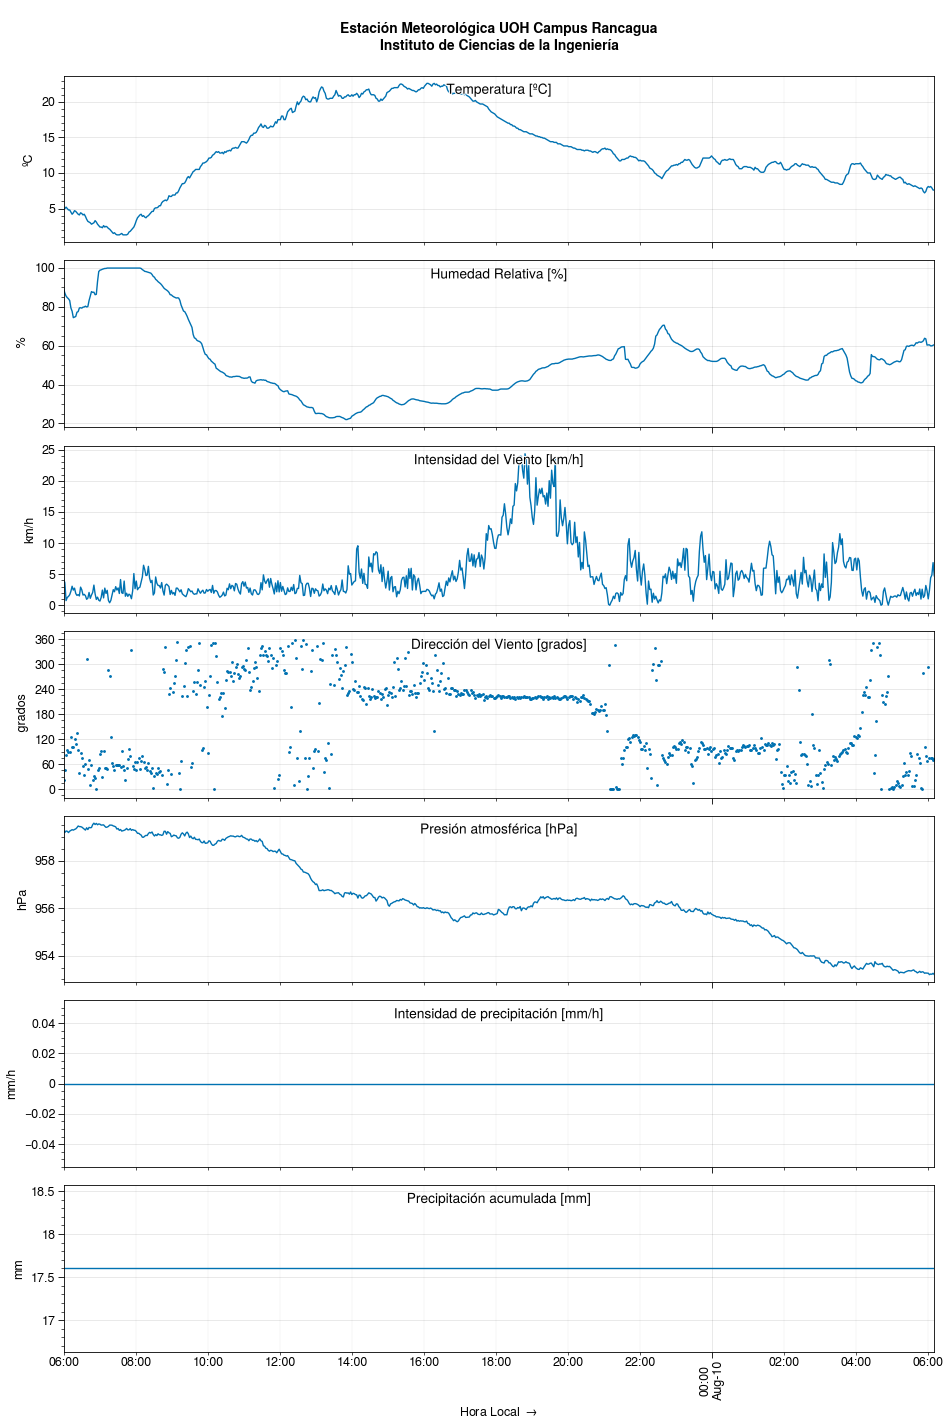 Estación Meteorológica UOH Campus Rancagua
Instituto de Ciencias de la Ingeniería
Temperatura [ºC]
ºC
20
15
10
5
Humedad Relativa [%]
%
100
80
60
40
20
Intensidad del Viento [km/h]
km/h
25
20
15
10
5
0
Dirección del Viento [grados]
grados
360
300
240
180
120
60
0
Presión atmosférica [hPa]
hPa
958
956
954
Intensidad de precipitación [mm/h]
mm/h
0.04
0.02
0
−0.02
−0.04
Precipitación acumulada [mm]
mm
18.5
18
17.5
17
06:00 08:00 10:00 12:00 14:00 16:00 18:00 20:00 22:00 00:00 02:00 04:00 06:00
Aug-10
Hora Local →